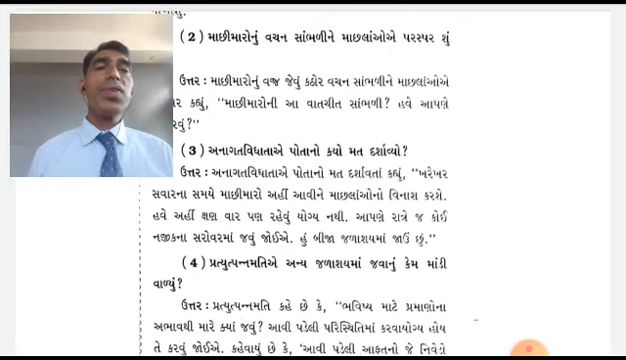 (2) માછીમારોનું વચન સાંભળીને માછલાંઓએ પરસ્પર શું
ઉત્તર : માછીમારોનું વજ્ર જેવું કઠોર વચન સાંભળીને માછલાંઓએ
કહ્યું, "માછીમારોની આ વાતચીત સાંભળી? હવે આપણે
(3) અનાગતવિધાતાએ પોતાનો કયો મત દર્શાવ્યો?
ઉત્તર : અનાગતવિધાતાએ પોતાનો મત દર્શાવતાં કહ્યું, "ખરેખર
સવારના સમયે માછીમારો અહીં આવીને માછલાંઓનો વિનાશ કરશે.
હવે અહીં ક્ષણ વાર પણ રહેવું યોગ્ય નથી. આપણે રાત્રે જ કોઈ
નજીકના સરોવરમાં જવું જોઈએ. હું બીજા જળાશયમાં જાઉં છું."
(4) પ્રત્યુત્પન્નમતિએ અન્ય જળાશયમાં જવાનું કેમ માંડી
વાળ્યું?
ઉત્તર : પ્રત્યુત્પન્નમતિ કહે છે કે, "ભવિષ્ય માટે પ્રમાણોના
અભાવથી મારે ક્યાં જવું? આવી પડેલી પરિસ્થિતિમાં કરવાયોગ્ય હોય
તે કરવું જોઈએ. કહેવાયું છે કે, 'આવી પડેલી આફતનો જે નિવેડો